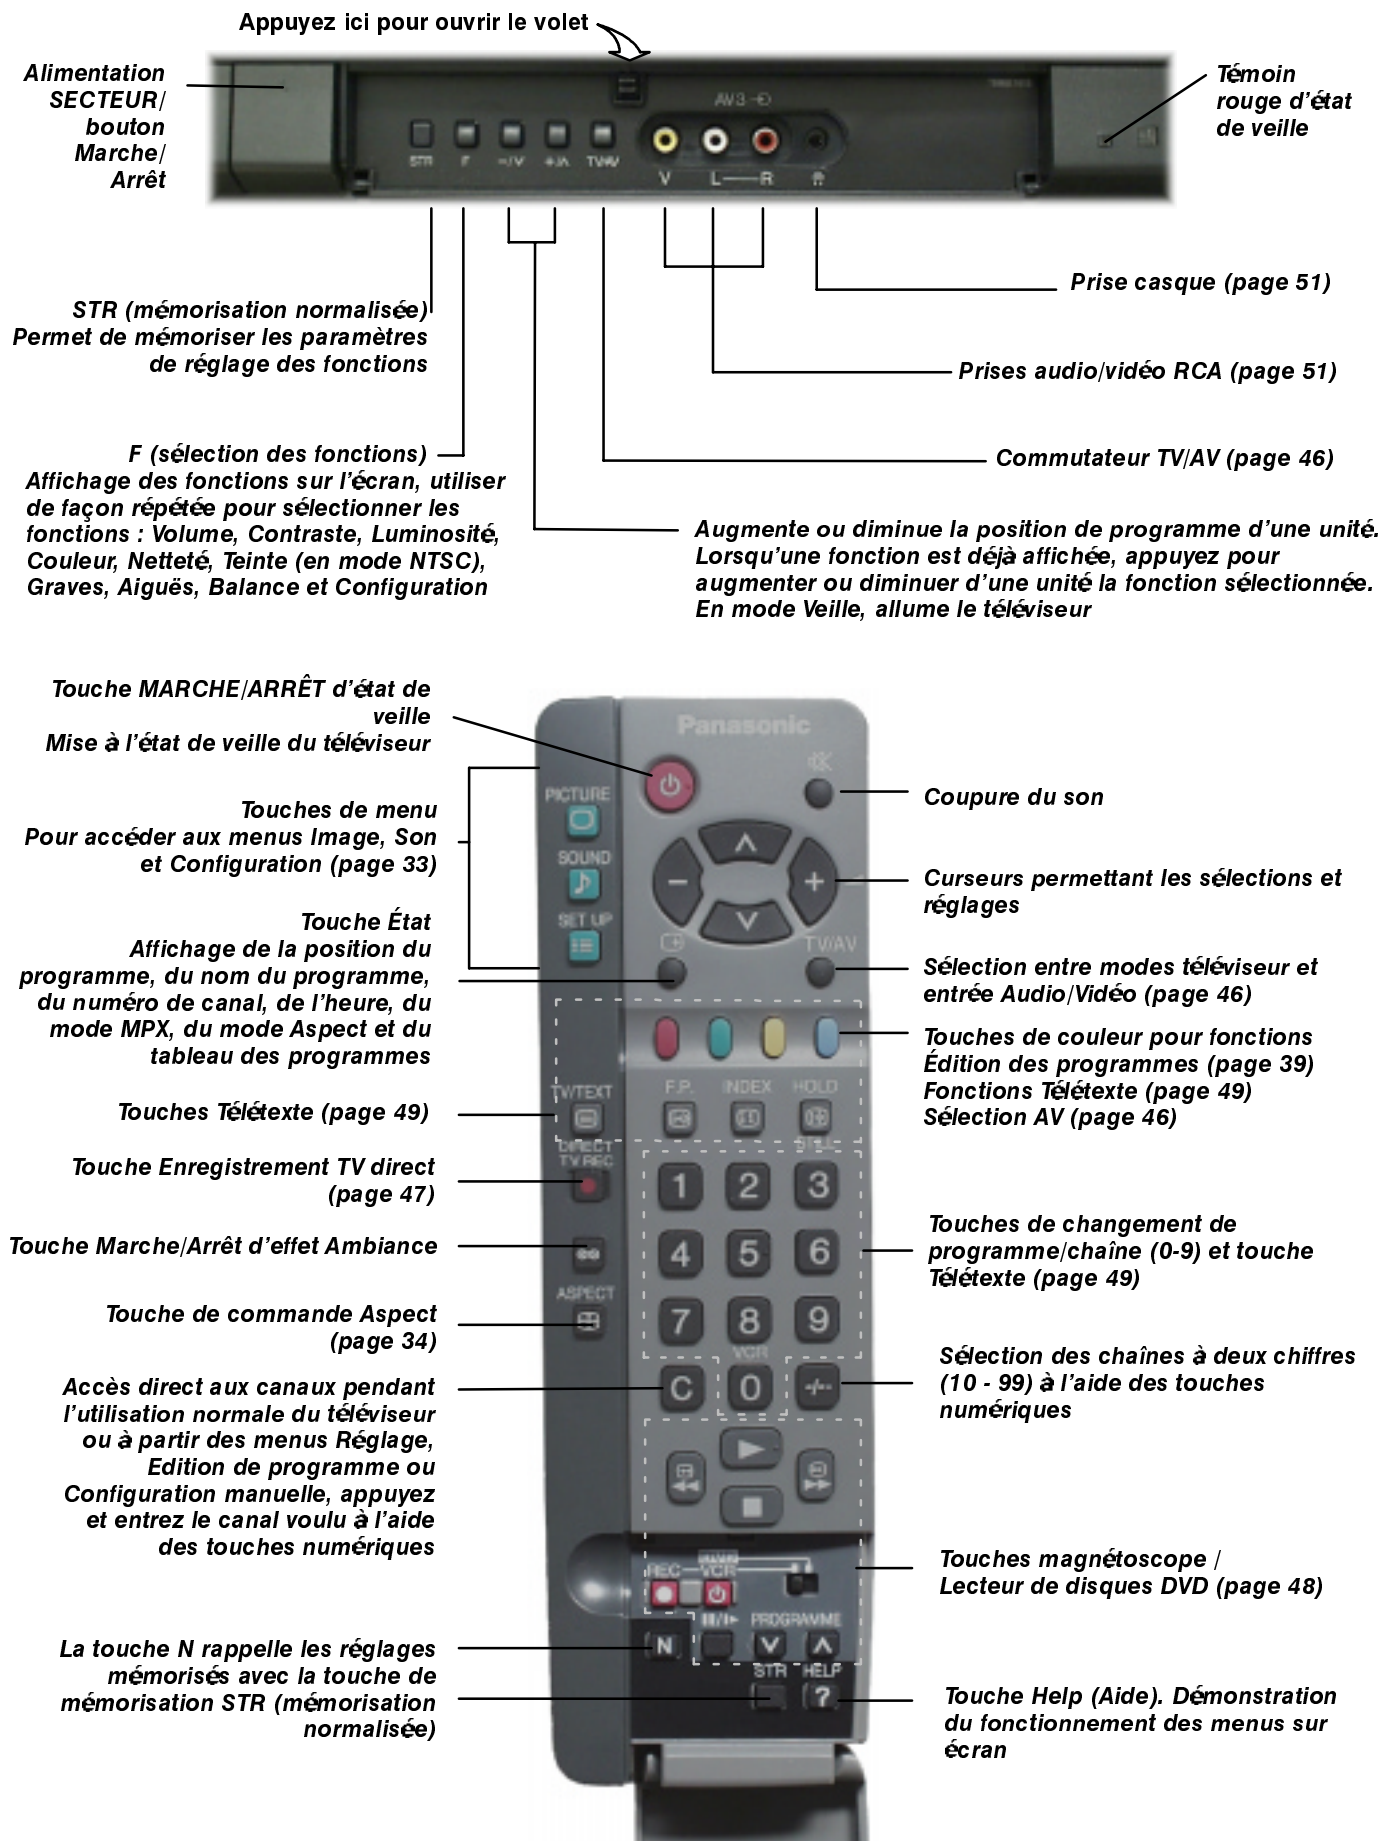 Appuyez ici pour ouvrir le volet
Alimentation
SECTEUR/
bouton
Marche/
Arrêt
Témoin
rouge d'état
de veille
AV3
STR F –/∨ +/∧ TV/AV
V L R
Prise casque (page 51)
STR (mémorisation normalisée)
Permet de mémoriser les paramètres
de réglage des fonctions
Prises audio/vidéo RCA (page 51)
F (sélection des fonctions)
Affichage des fonctions sur l'écran, utiliser
de façon répétée pour sélectionner les
fonctions : Volume, Contraste, Luminosité,
Couleur, Netteté, Teinte (en mode NTSC),
Graves, Aiguës, Balance et Configuration
Commutateur TV/AV (page 46)
Augmente ou diminue la position de programme d'une unité.
Lorsqu'une fonction est déjà affichée, appuyez pour
augmenter ou diminuer d'une unité la fonction sélectionnée.
En mode Veille, allume le téléviseur
Touche MARCHE/ARRÊT d'état de
veille
Mise à l'état de veille du téléviseur
Touches de menu
Pour accéder aux menus Image, Son
et Configuration (page 33)
Touche État
Affichage de la position du
programme, du nom du programme,
du numéro de canal, de l'heure, du
mode MPX, du mode Aspect et du
tableau des programmes
Touches Télétexte (page 49)
Touche Enregistrement TV direct
(page 47)
Touche Marche/Arrêt d'effet Ambiance
Touche de commande Aspect
(page 34)
Accès direct aux canaux pendant
l'utilisation normale du téléviseur
ou à partir des menus Réglage,
Edition de programme ou
Configuration manuelle, appuyez
et entrez le canal voulu à l'aide
des touches numériques
La touche N rappelle les réglages
mémorisés avec la touche de
mémorisation STR (mémorisation
normalisée)
Panasonic
PICTURE
SOUND
SET UP
TV/AV
TV/TEXT
F.P. INDEX HOLD
STILL
DIRECT
TV REC
1 2 3
4 5 6
ASPECT
7 8 9
VCR
C 0 -/--
REC VCR
PROGRAMME
N
STR HELP
?
Coupure du son
Curseurs permettant les sélections et
réglages
Sélection entre modes téléviseur et
entrée Audio/Vidéo (page 46)
Touches de couleur pour fonctions
Édition des programmes (page 39)
Fonctions Télétexte (page 49)
Sélection AV (page 46)
Touches de changement de
programme/chaîne (0-9) et touche
Télétexte (page 49)
Sélection des chaînes à deux chiffres
(10 - 99) à l'aide des touches
numériques
Touches magnétoscope /
Lecteur de disques DVD (page 48)
Touche Help (Aide). Démonstration
du fonctionnement des menus sur
écran